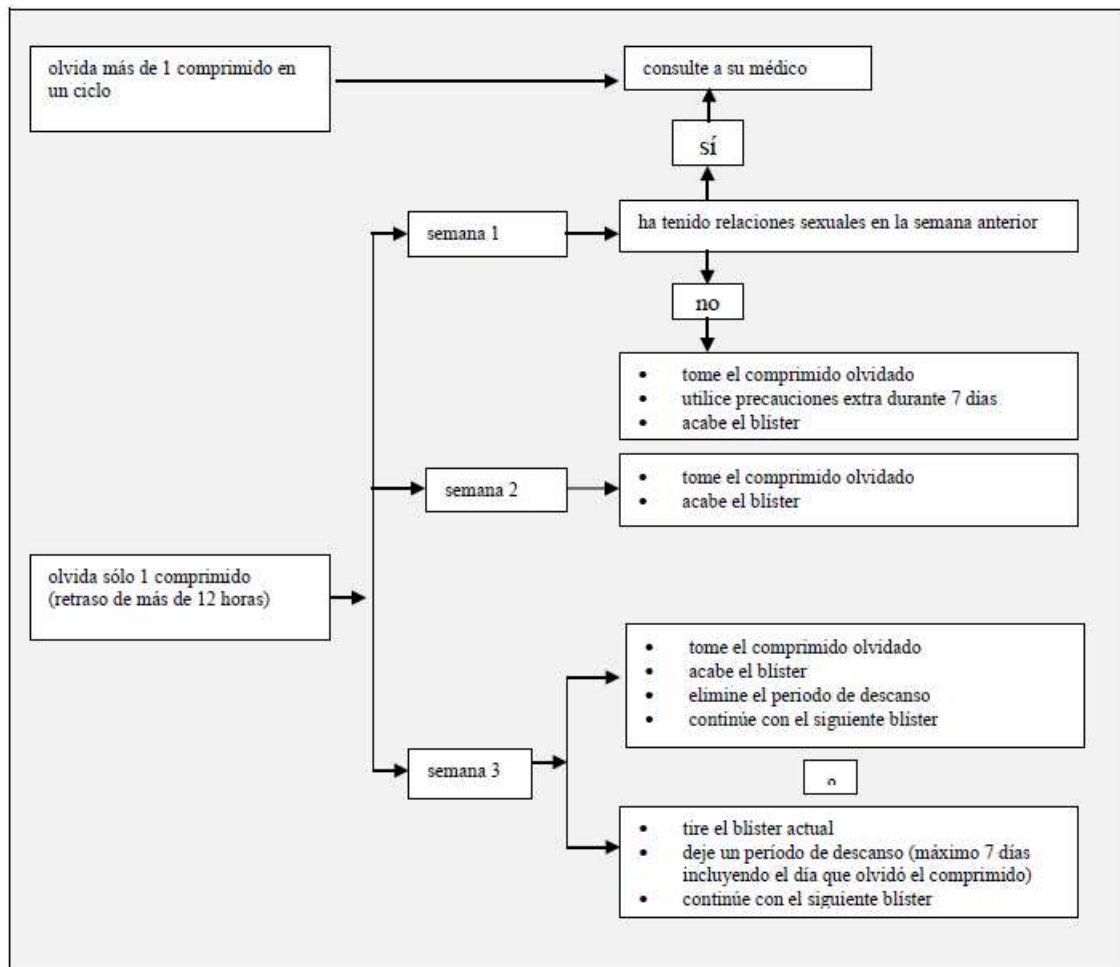 olvida más de 1 comprimido en
un ciclo
consulte a su médico
sí
semana 1
ha tenido relaciones sexuales en la semana anterior
no
• tome el comprimido olvidado
• utilice precauciones extra durante 7 días
• acabe el blíster
semana 2
• tome el comprimido olvidado
• acabe el blíster
olvida sólo 1 comprimido
(retraso de más de 12 horas)
• tome el comprimido olvidado
• acabe el blíster
• elimine el periodo de descanso
• continúe con el siguiente blíster
semana 3
o
• tire el blíster actual
• deje un período de descanso (máximo 7 días
incluyendo el día que olvidó el comprimido)
• continúe con el siguiente blíster